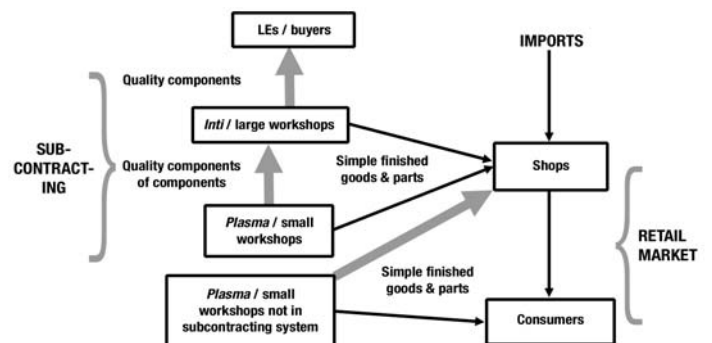 LEs / buyers
IMPORTS
Quality components
Inti / large workshops
SUB-
CONTRACT-
ING
Quality components
of components
Simple finished
goods & parts
Shops
Plasma / small
workshops
RETAIL
MARKET
Plasma / small
workshops not in
subcontracting system
Simple finished
goods & parts
Consumers